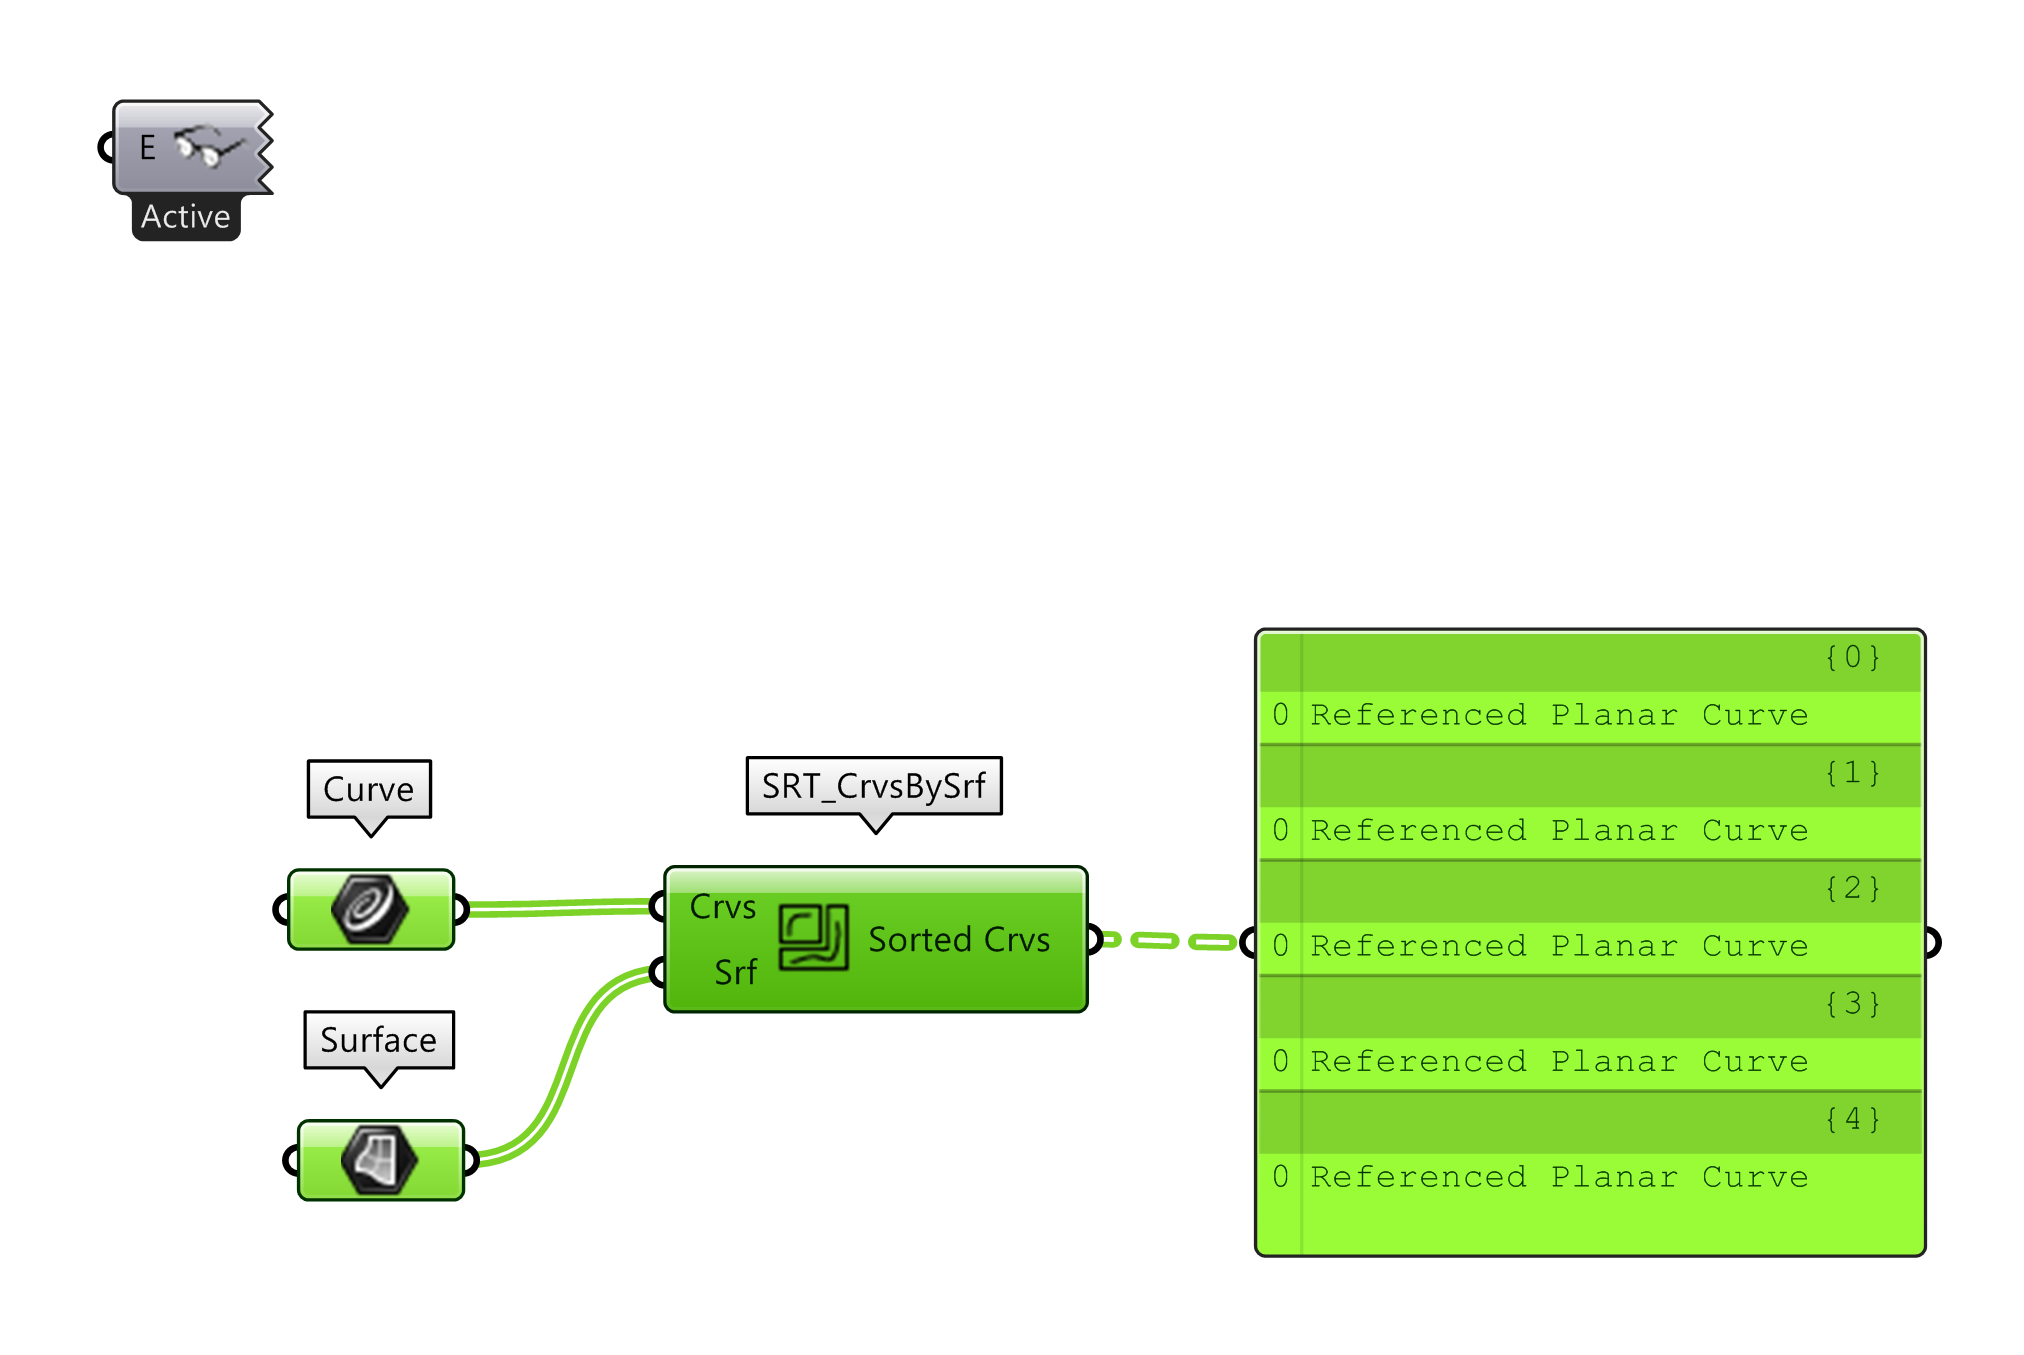 E
Active
Curve
SRT_CrvsBySrf
Crvs
Srf
Sorted Crvs
Surface
{0}
0 Referenced Planar Curve
{1}
0 Referenced Planar Curve
{2}
0 Referenced Planar Curve
{3}
0 Referenced Planar Curve
{4}
0 Referenced Planar Curve